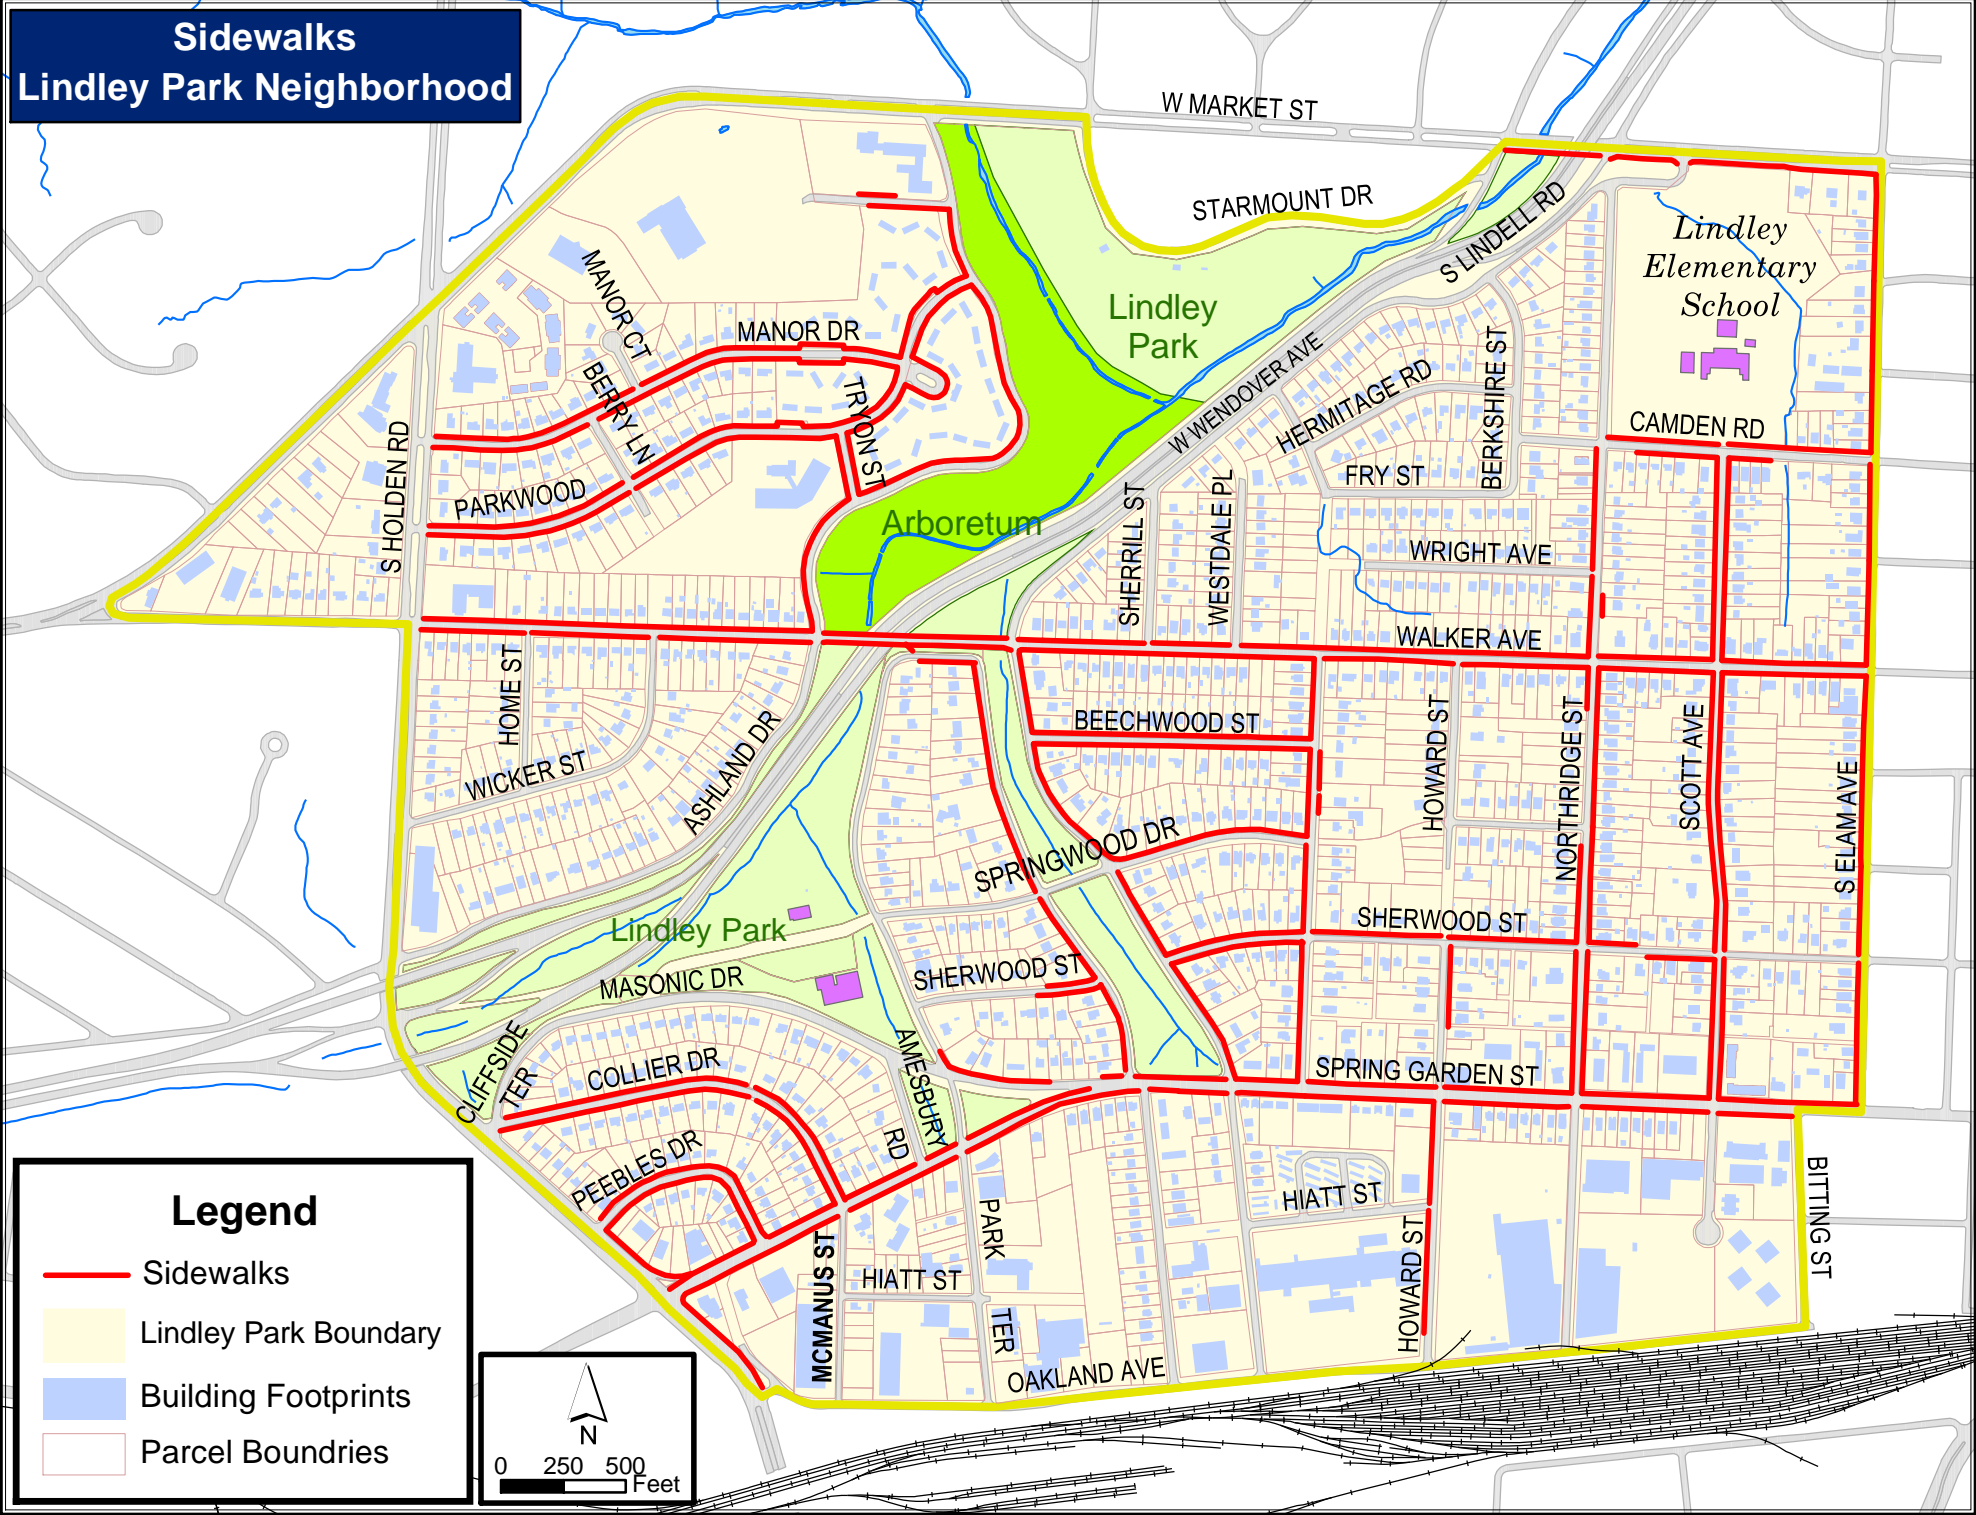 Sidewalks
Lindley Park Neighborhood
W MARKET ST
STARMOUNT DR
S LINDELL RD
Lindley
Elementary
School
MANOR CT
MANOR DR
Lindley
Park
W WENDOVER AVE
BERRY LN
TRYON ST
HERMITAGE RD
BERKSHIRE ST
CAMDEN RD
S HOLDEN RD
PARKWOOD
FRY ST
Arboretum
SHERRILL ST
WESTDALE PL
WRIGHT AVE
WALKER AVE
HOME ST
WICKER ST
ASHLAND DR
BEECHWOOD ST
HOWARD ST
NORTHRIDGE ST
SCOTT AVE
S ELAM AVE
SPRINGWOOD DR
Lindley Park
SHERWOOD ST
SHERWOOD ST
MASONIC DR
CLIFFSIDE
TER
COLLIER DR
AMESBURY
RD
SPRING GARDEN ST
PEEBLES DR
PARK
TER
HIATT ST
HIATT ST
HOWARD ST
BITTING ST
MCMANUS ST
OAKLAND AVE
Legend
Sidewalks
Lindley Park Boundary
Building Footprints
Parcel Boundries
N
0 250 500
Feet